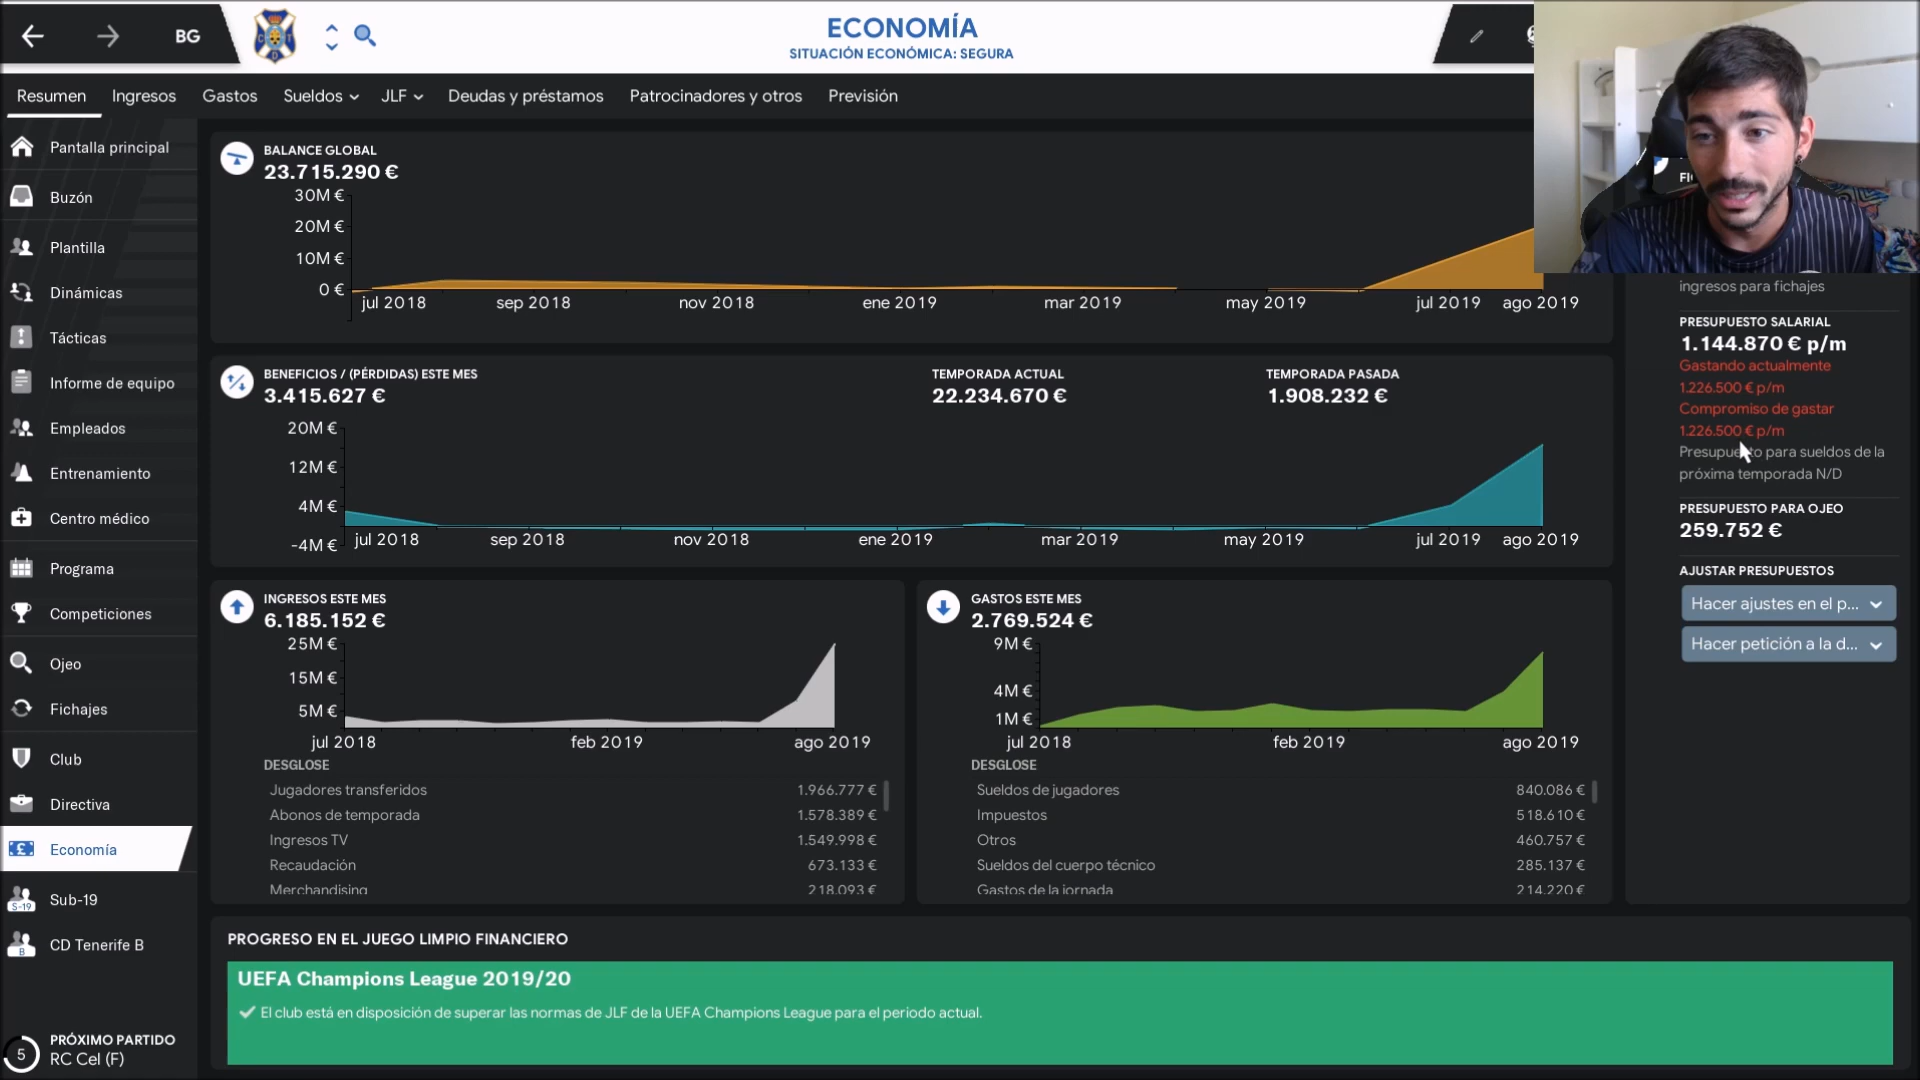 BG
ECONOMÍA
SITUACIÓN ECONÓMICA: SEGURA
Resumen
Ingresos
Gastos
Sueldos
JLF
Deudas y préstamos
Patrocinadores y otros
Previsión
Pantalla principal
Buzón
Plantilla
Dinámicas
Tácticas
Informe de equipo
Empleados
Entrenamiento
Centro médico
Programa
Competiciones
Ojeo
Fichajes
Club
Directiva
Economía
S-19
Sub-19
B
CD Tenerife B
5
PRÓXIMO PARTIDO
RC Cel (F)
BALANCE GLOBAL
23.715.290 €
30M €
20M €
10M €
0 €
jul 2018
sep 2018
nov 2018
ene 2019
mar 2019
may 2019
jul 2019
ago 2019
BENEFICIOS / (PÉRDIDAS) ESTE MES
3.415.627 €
TEMPORADA ACTUAL
22.234.670 €
TEMPORADA PASADA
1.908.232 €
20M €
12M €
4M €
-4M €
jul 2018
sep 2018
nov 2018
ene 2019
mar 2019
may 2019
jul 2019
ago 2019
INGRESOS ESTE MES
6.185.152 €
25M €
15M €
5M €
jul 2018
feb 2019
ago 2019
DESGLOSE
Jugadores transferidos 1.966.777 €
Abonos de temporada 1.578.389 €
Ingresos TV 1.549.998 €
Recaudación 673.133 €
Merchandising 218.093 €
GASTOS ESTE MES
2.769.524 €
9M €
4M €
1M €
jul 2018
feb 2019
ago 2019
DESGLOSE
Sueldos de jugadores 840.086 €
Impuestos 518.610 €
Otros 460.757 €
Sueldos del cuerpo técnico 285.137 €
Gastos de la jornada 214.220 €
ingresos para fichajes
PRESUPUESTO SALARIAL
1.144.870 € p/m
Gastando actualmente
1.226.500 € p/m
Compromiso de gastar
1.226.500 € p/m
Presupuesto para sueldos de la
próxima temporada N/D
PRESUPUESTO PARA OJEO
259.752 €
AJUSTAR PRESUPUESTOS
Hacer ajustes en el p...
Hacer petición a la d...
PROGRESO EN EL JUEGO LIMPIO FINANCIERO
UEFA Champions League 2019/20
El club está en disposición de superar las normas de JLF de la UEFA Champions League para el periodo actual.